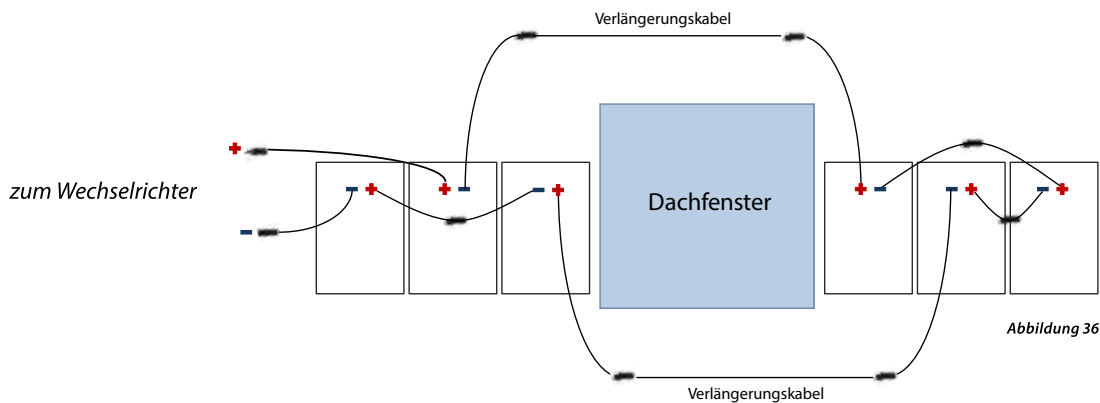 Verlängerungskabel
zum Wechselrichter
Dachfenster
Abbildung 36
Verlängerungskabel